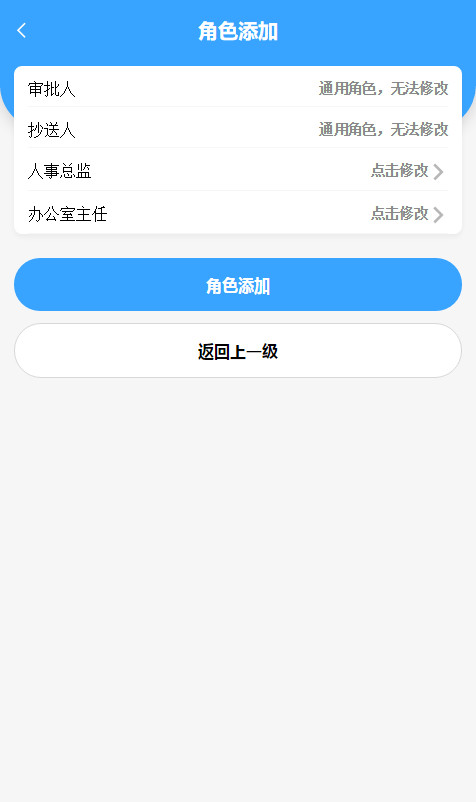 角色添加
审批人 通用角色，无法修改
抄送人 通用角色，无法修改
人事总监 点击修改
办公室主任 点击修改
角色添加
返回上一级